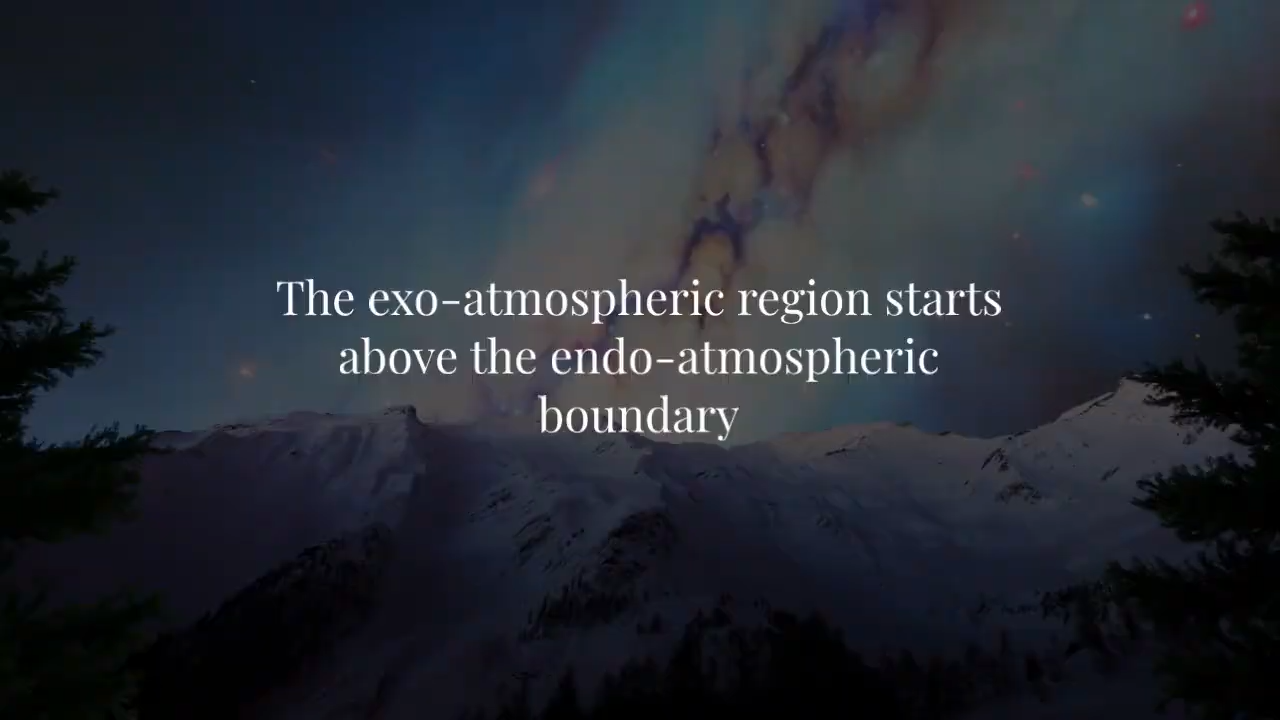 The exo-atmospheric region starts
above the endo-atmospheric
boundary